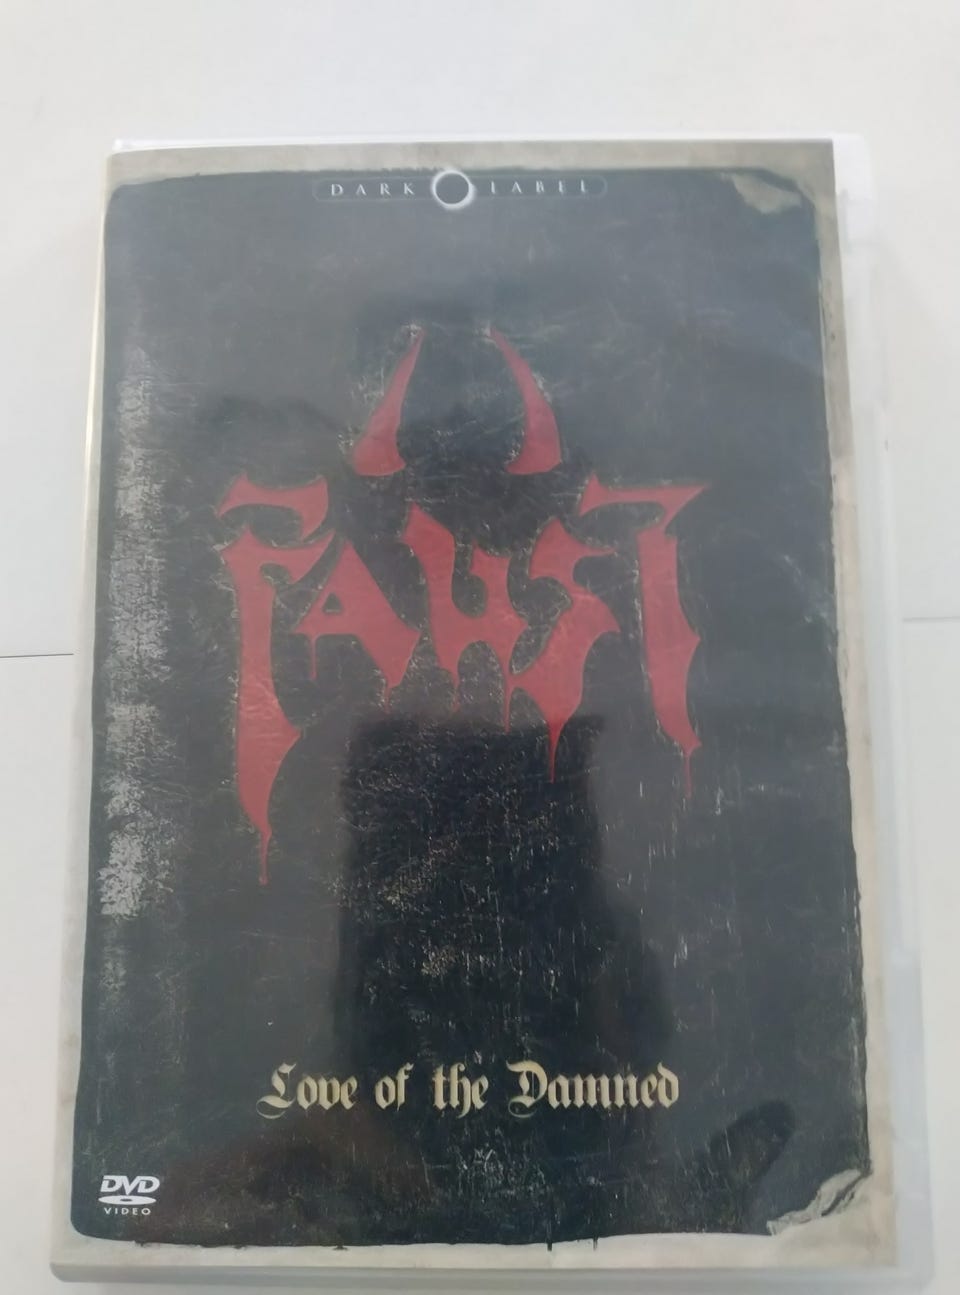 DARK LABEL
FAUST
Love of the Damned
DVD
VIDEO